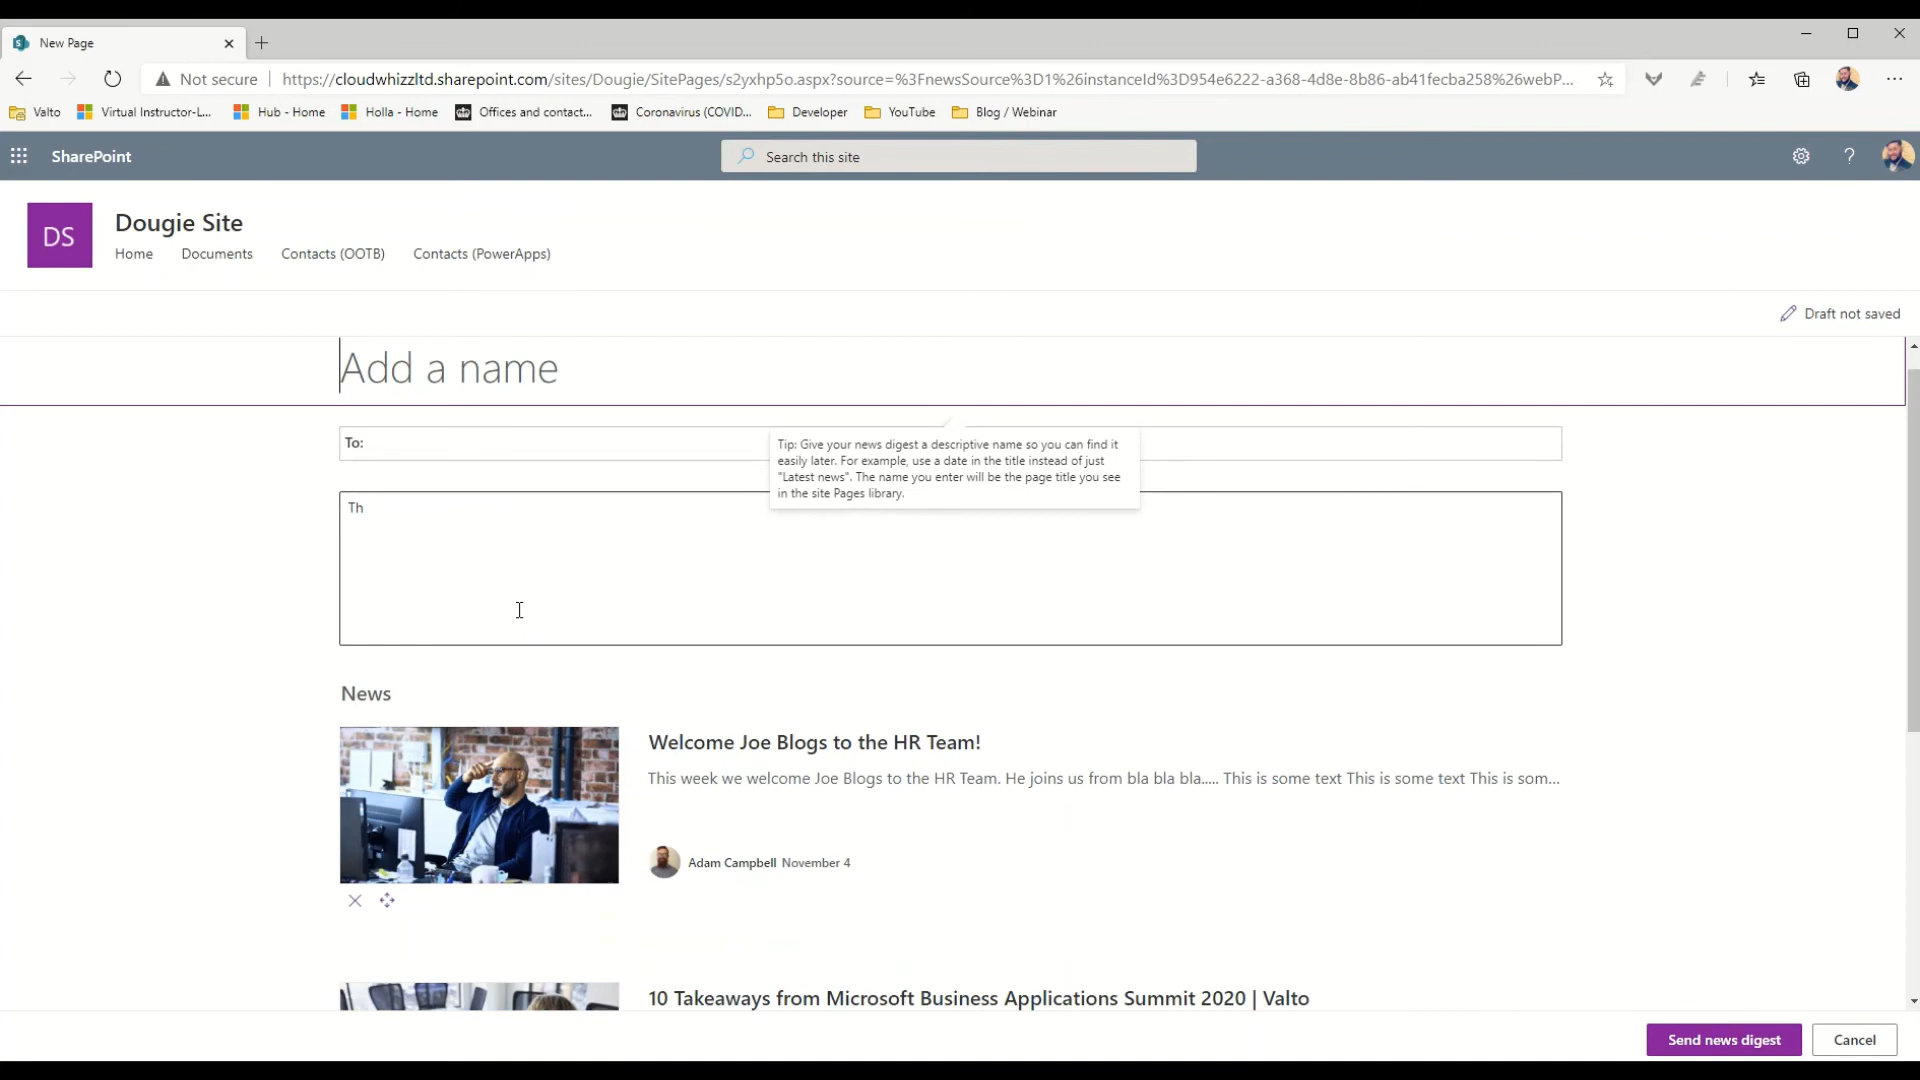 New Page
Not secure
https://cloudwhizzltd.sharepoint.com/sites/Dougie/SitePages/s2yxhp5o.aspx?source=%3FnewsSource%3D1%26instanceId%3D954e6222-a368-4d8e-8b86-ab41fecba258%26webP...
Valto
Virtual Instructor-L...
Hub - Home
Holla - Home
Offices and contact...
Coronavirus (COVID...
Developer
YouTube
Blog / Webinar
SharePoint
Search this site
?
DS
Dougie Site
Home
Documents
Contacts (OOTB)
Contacts (PowerApps)
Draft not saved
Add a name
To:
Tip: Give your news digest a descriptive name so you can find it
easily later. For example, use a date in the title instead of just
"Latest news". The name you enter will be the page title you see
in the site Pages library.
Th
News
Welcome Joe Blogs to the HR Team!
This week we welcome Joe Blogs to the HR Team. He joins us from bla bla bla..... This is some text This is some text This is som...
Adam Campbell November 4
10 Takeaways from Microsoft Business Applications Summit 2020 | Valto
Send news digest
Cancel